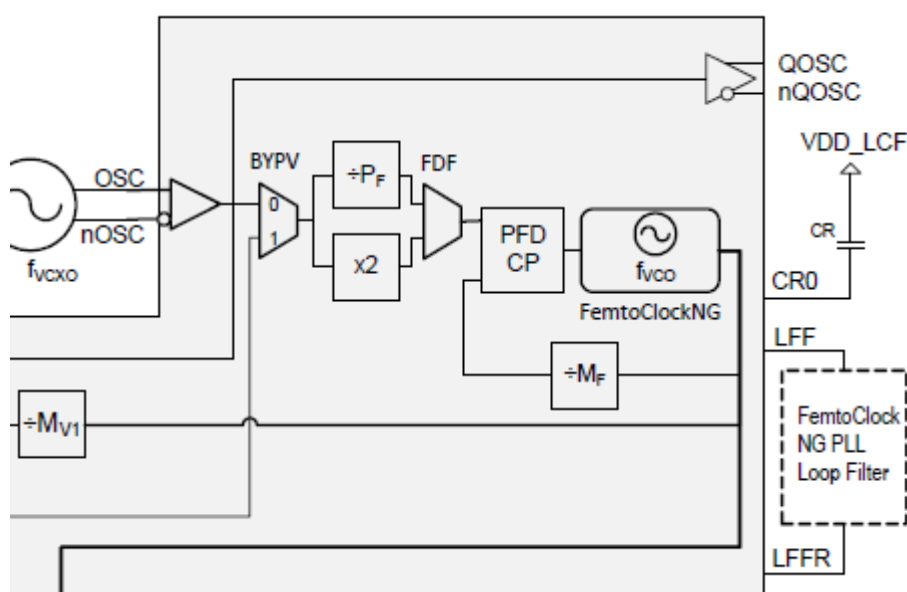 QOSC
nQOSC
VDD_LCF
BYPV
÷PF
FDF
OSC
nOSC
0
1
fVCXO
x2
PFD
CP
fVCO
FemtoClockNG
CR
CR0
LFF
÷MF
÷MV1
FemtoClock
NG PLL
Loop Filter
LFFR